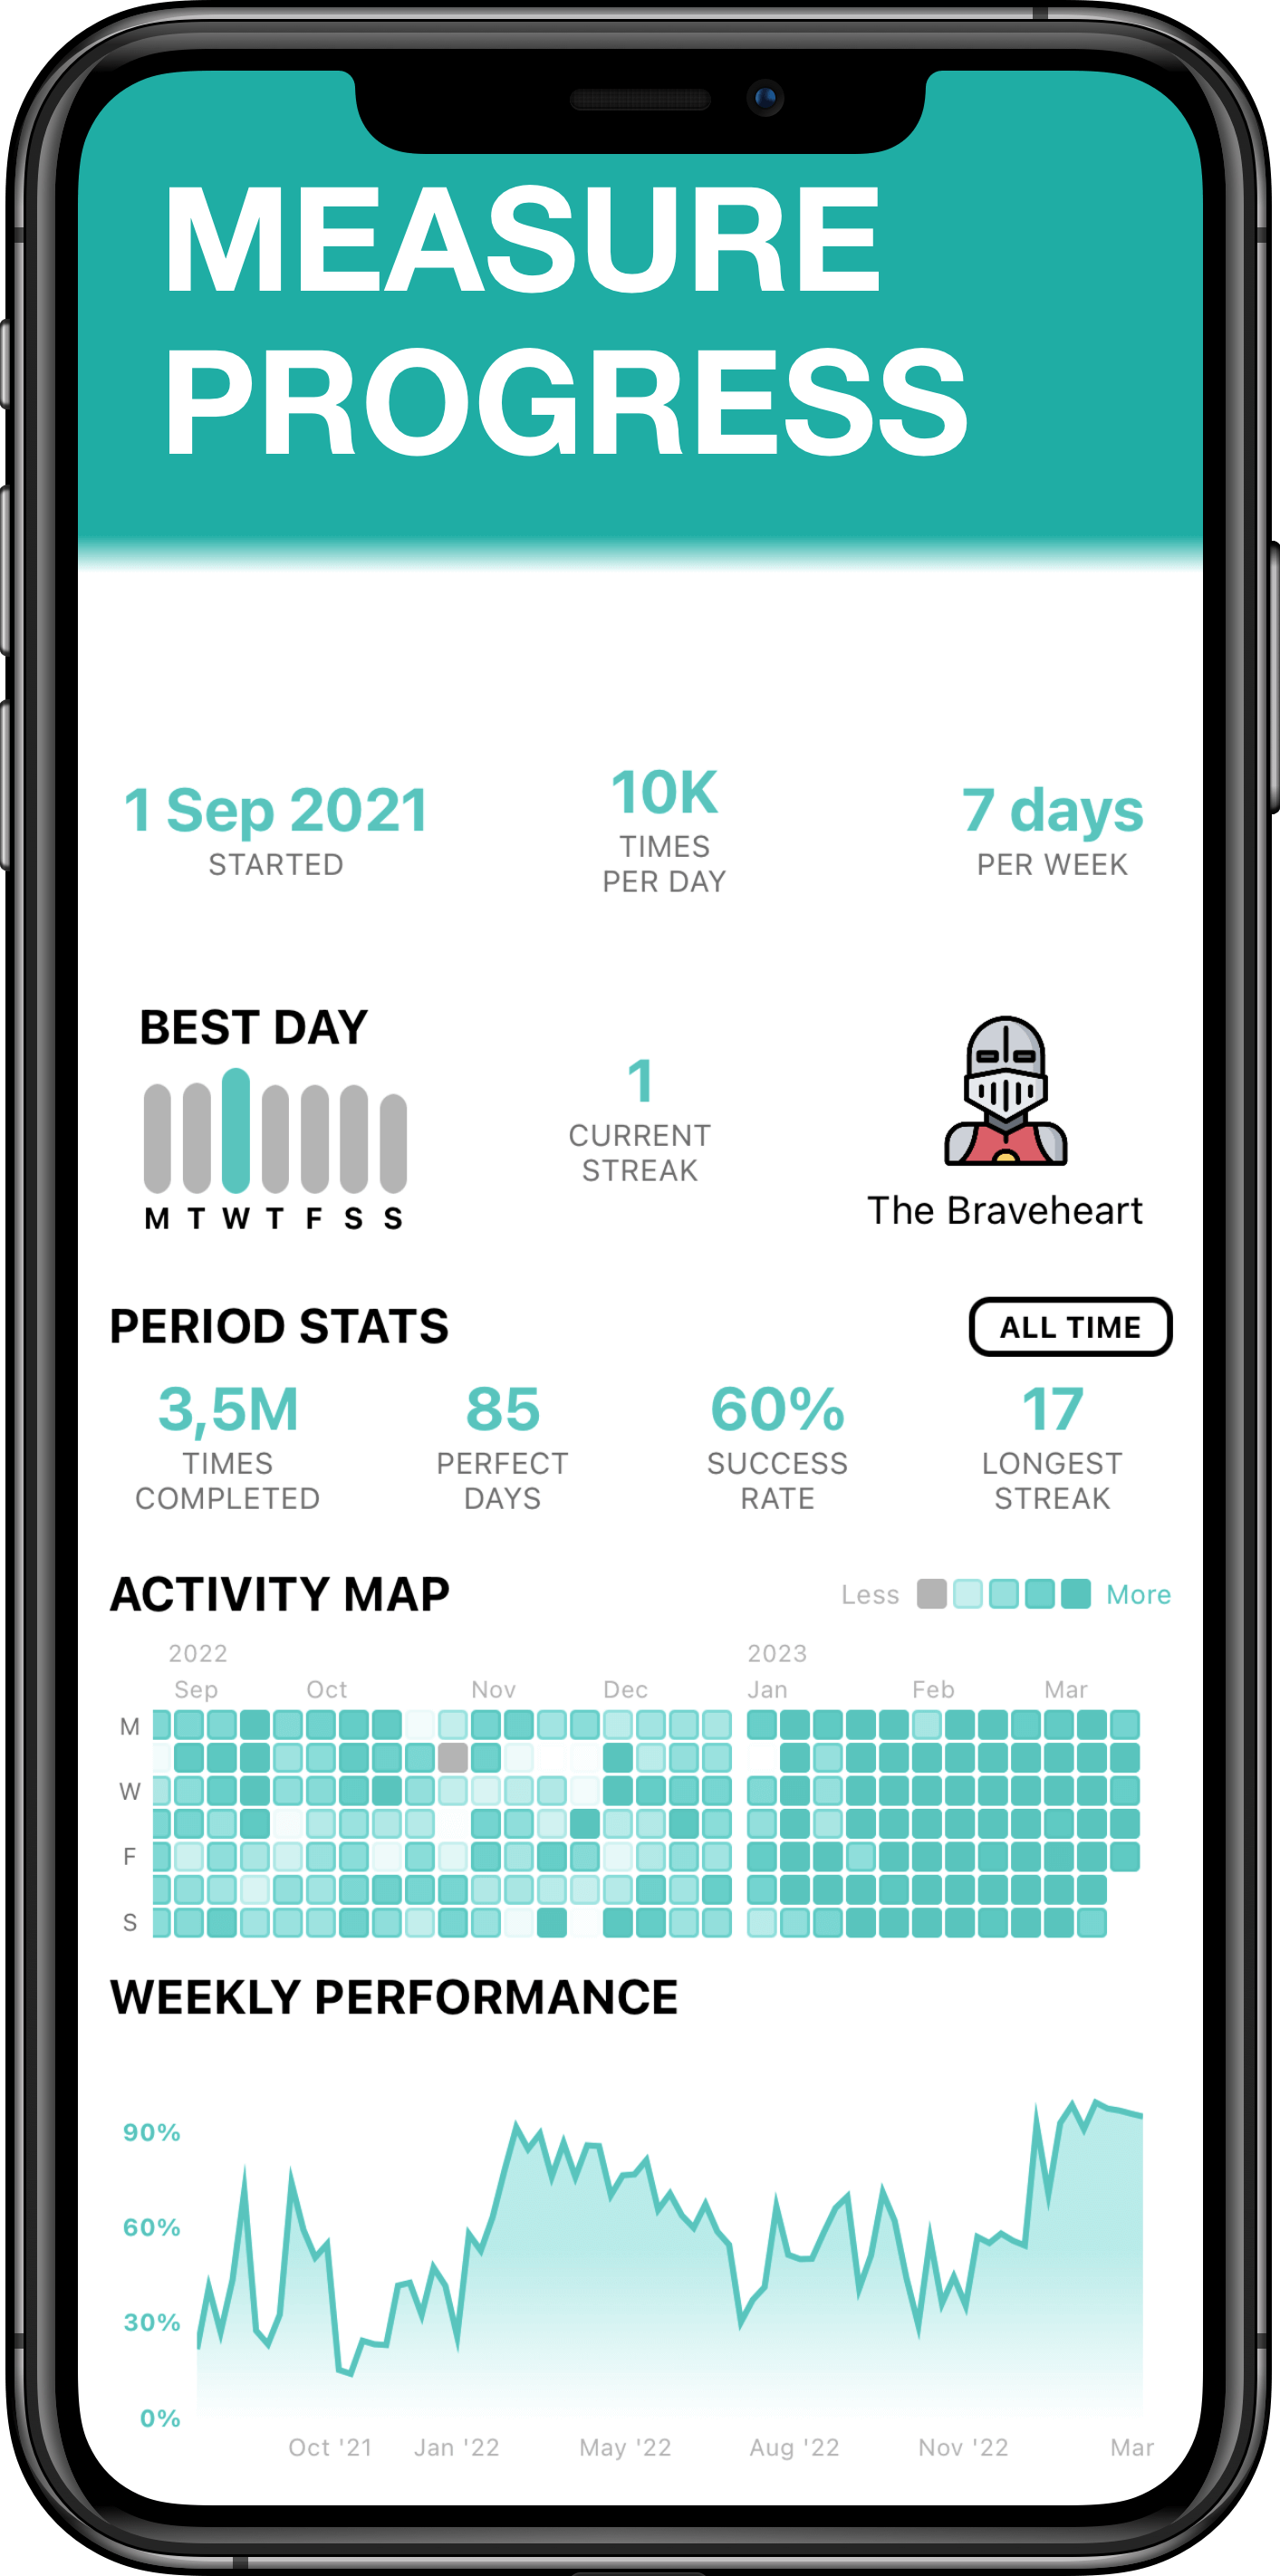 MEASURE
PROGRESS
1 Sep 2021
STARTED
10K
TIMES
PER DAY
7 days
PER WEEK
BEST DAY
M T W T F S S
1
CURRENT
STREAK
The Braveheart
PERIOD STATS
ALL TIME
3,5M
TIMES
COMPLETED
85
PERFECT
DAYS
60%
SUCCESS
RATE
17
LONGEST
STREAK
ACTIVITY MAP
Less More
2022 2023
Sep Oct Nov Dec Jan Feb Mar
M
W
F
S
WEEKLY PERFORMANCE
90%
60%
30%
0%
Oct '21 Jan '22 May '22 Aug '22 Nov '22 Mar